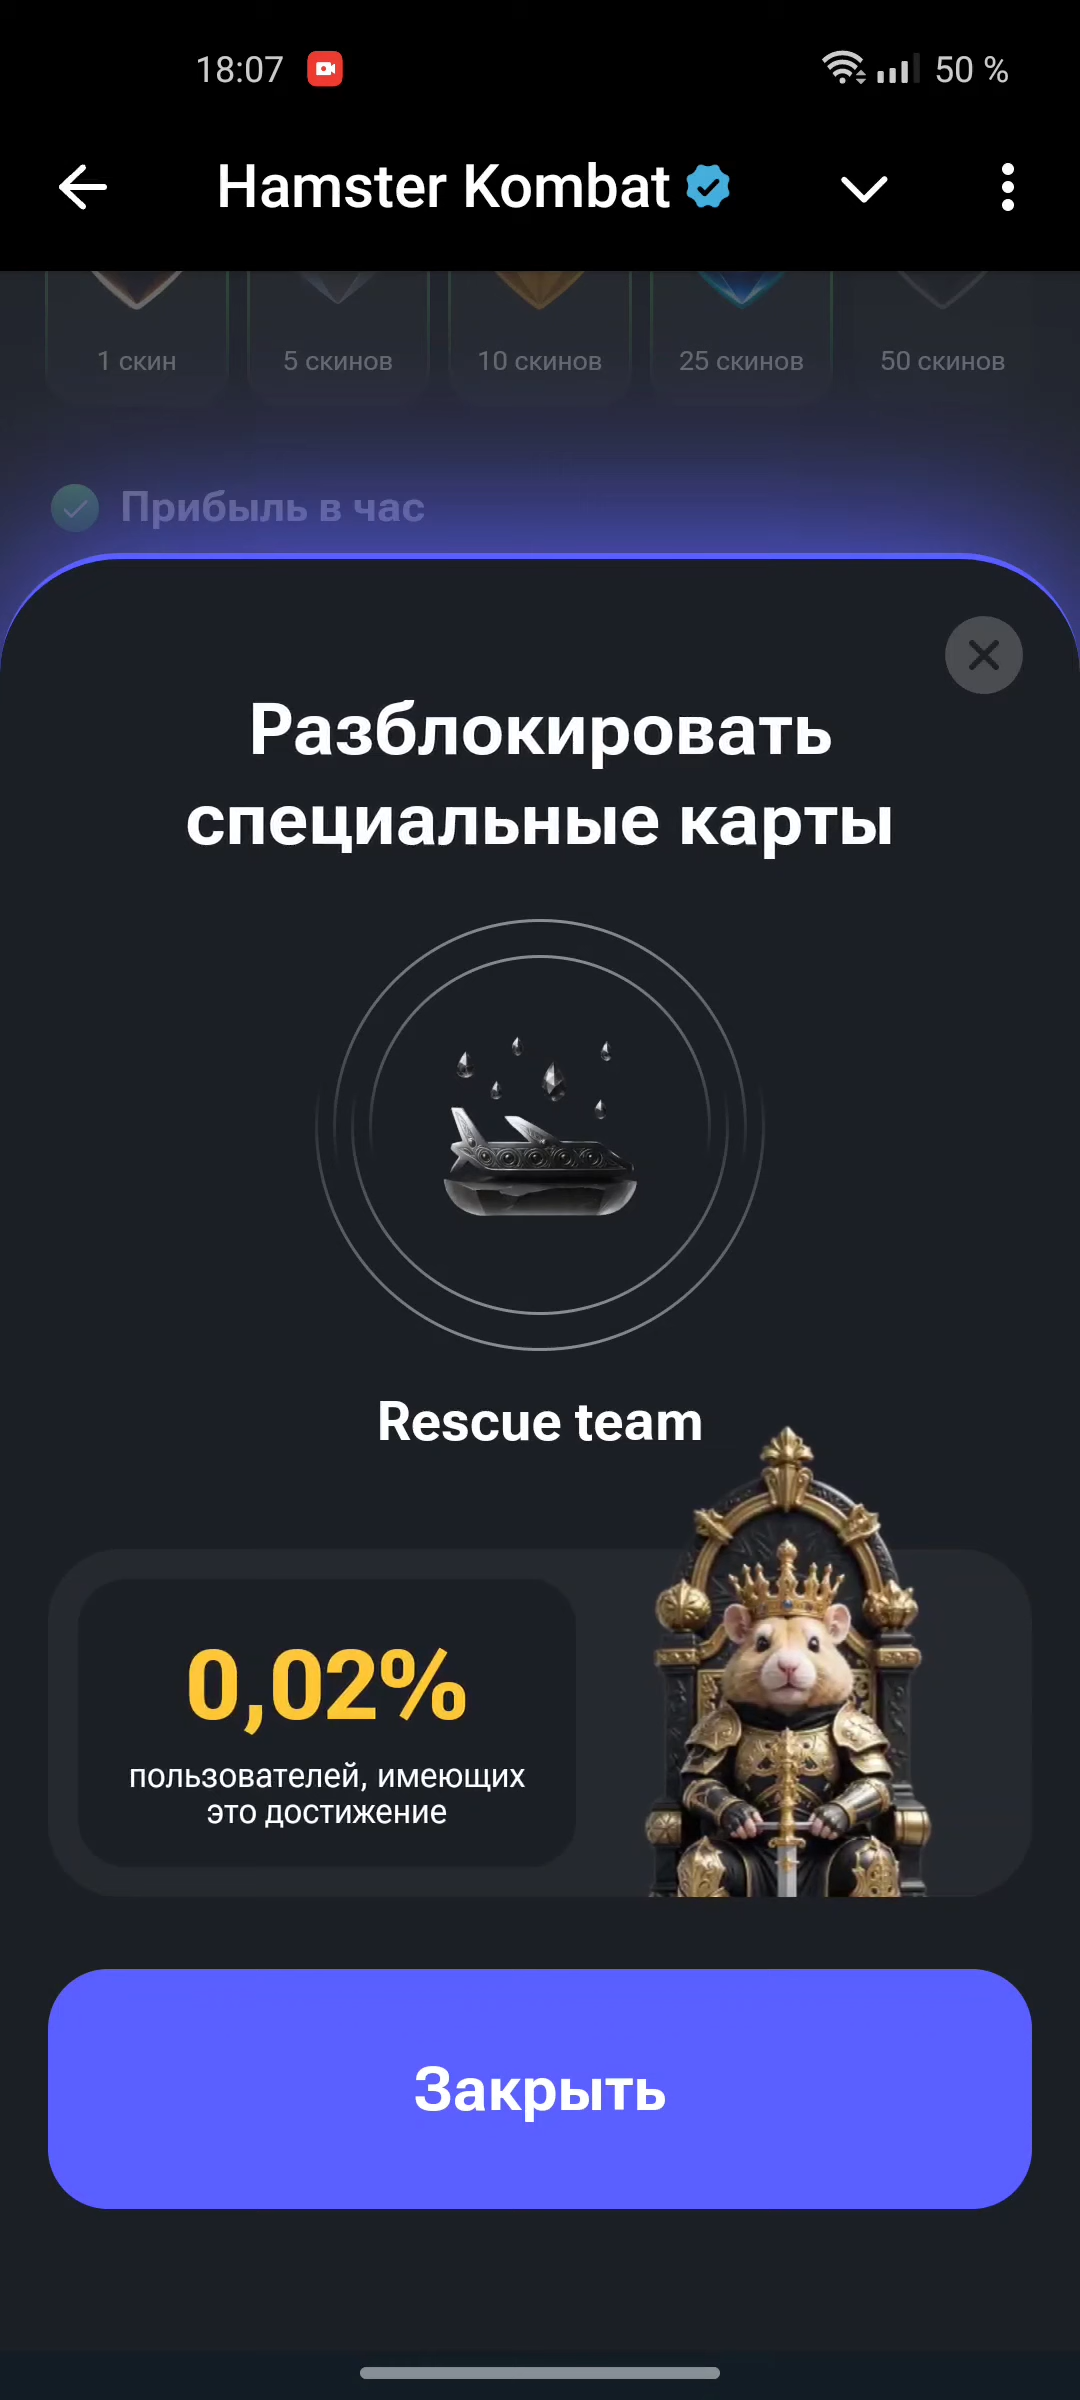 18:07
50 %
Hamster Kombat
1 скин
5 скинов
10 скинов
25 скинов
50 скинов
Прибыль в час
Разблокировать
специальные карты
Rescue team
0,02%
пользователей, имеющих
это достижение
Закрыть